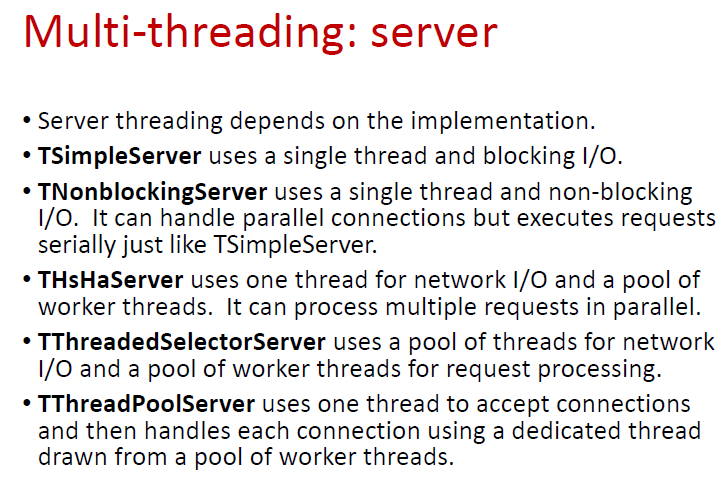 Multi-threading: server
• Server threading depends on the implementation.
• TSimpleServer uses a single thread and blocking I/O.
• TNonblockingServer uses a single thread and non-blocking
I/O.  It can handle parallel connections but executes requests
serially just like TSimpleServer.
• THsHaServer uses one thread for network I/O and a pool of
worker threads.  It can process multiple requests in parallel.
• TThreadedSelectorServer uses a pool of threads for network
I/O and a pool of worker threads for request processing.
• TThreadPoolServer uses one thread to accept connections
and then handles each connection using a dedicated thread
drawn from a pool of worker threads.